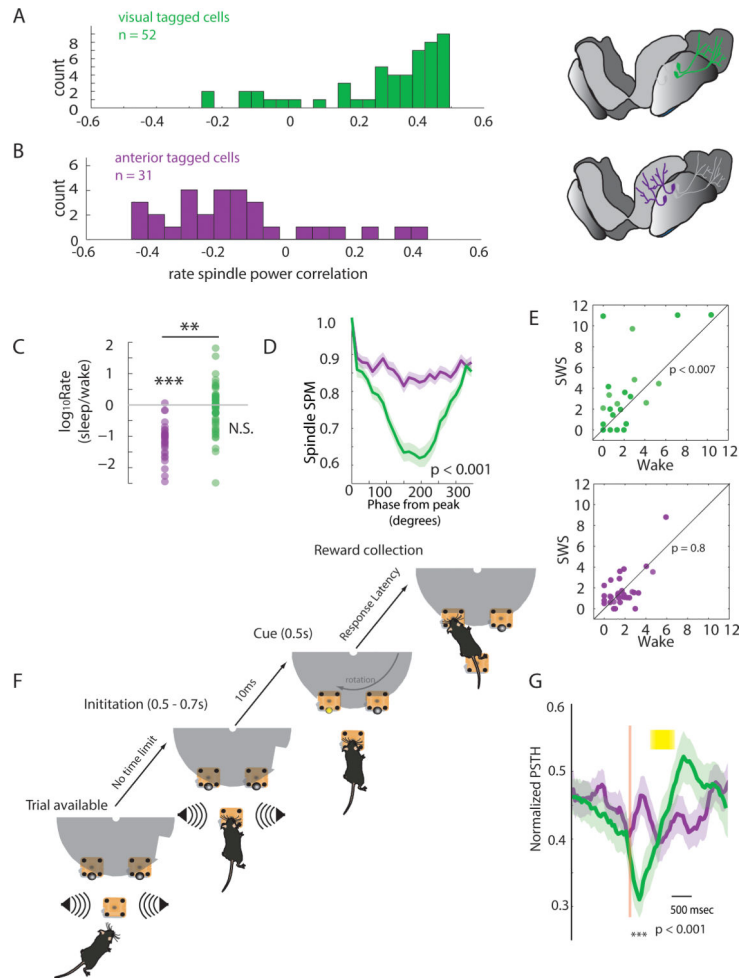 A
visual tagged cells
n = 52
count
8
6
4
2
0
-0.6
-0.4
-0.2
0
0.2
0.4
0.6
B
anterior tagged cells
n = 31
count
6
4
2
0
-0.6
-0.4
-0.2
0
0.2
0.4
0.6
rate spindle power correlation
C
**
***
N.S.
log₁₀Rate
(sleep/wake)
2
1
0
-1
-2
D
Spindle SPM
1.0
0.9
0.8
0.7
0.6
p < 0.001
0
100
200
300
Phase from peak
(degrees)
E
SWS
12
10
8
6
4
2
0
p < 0.007
0
2
4
6
8
10
12
Wake
SWS
12
10
8
6
4
2
0
p = 0.8
0
2
4
6
8
10
12
Wake
F
Reward collection
Response Latency
Cue (0.5s)
rotation
10ms
Inititation (0.5 - 0.7s)
No time limit
Trial available
G
Normalized PSTH
0.6
0.5
0.4
0.3
500 msec
*** p < 0.001